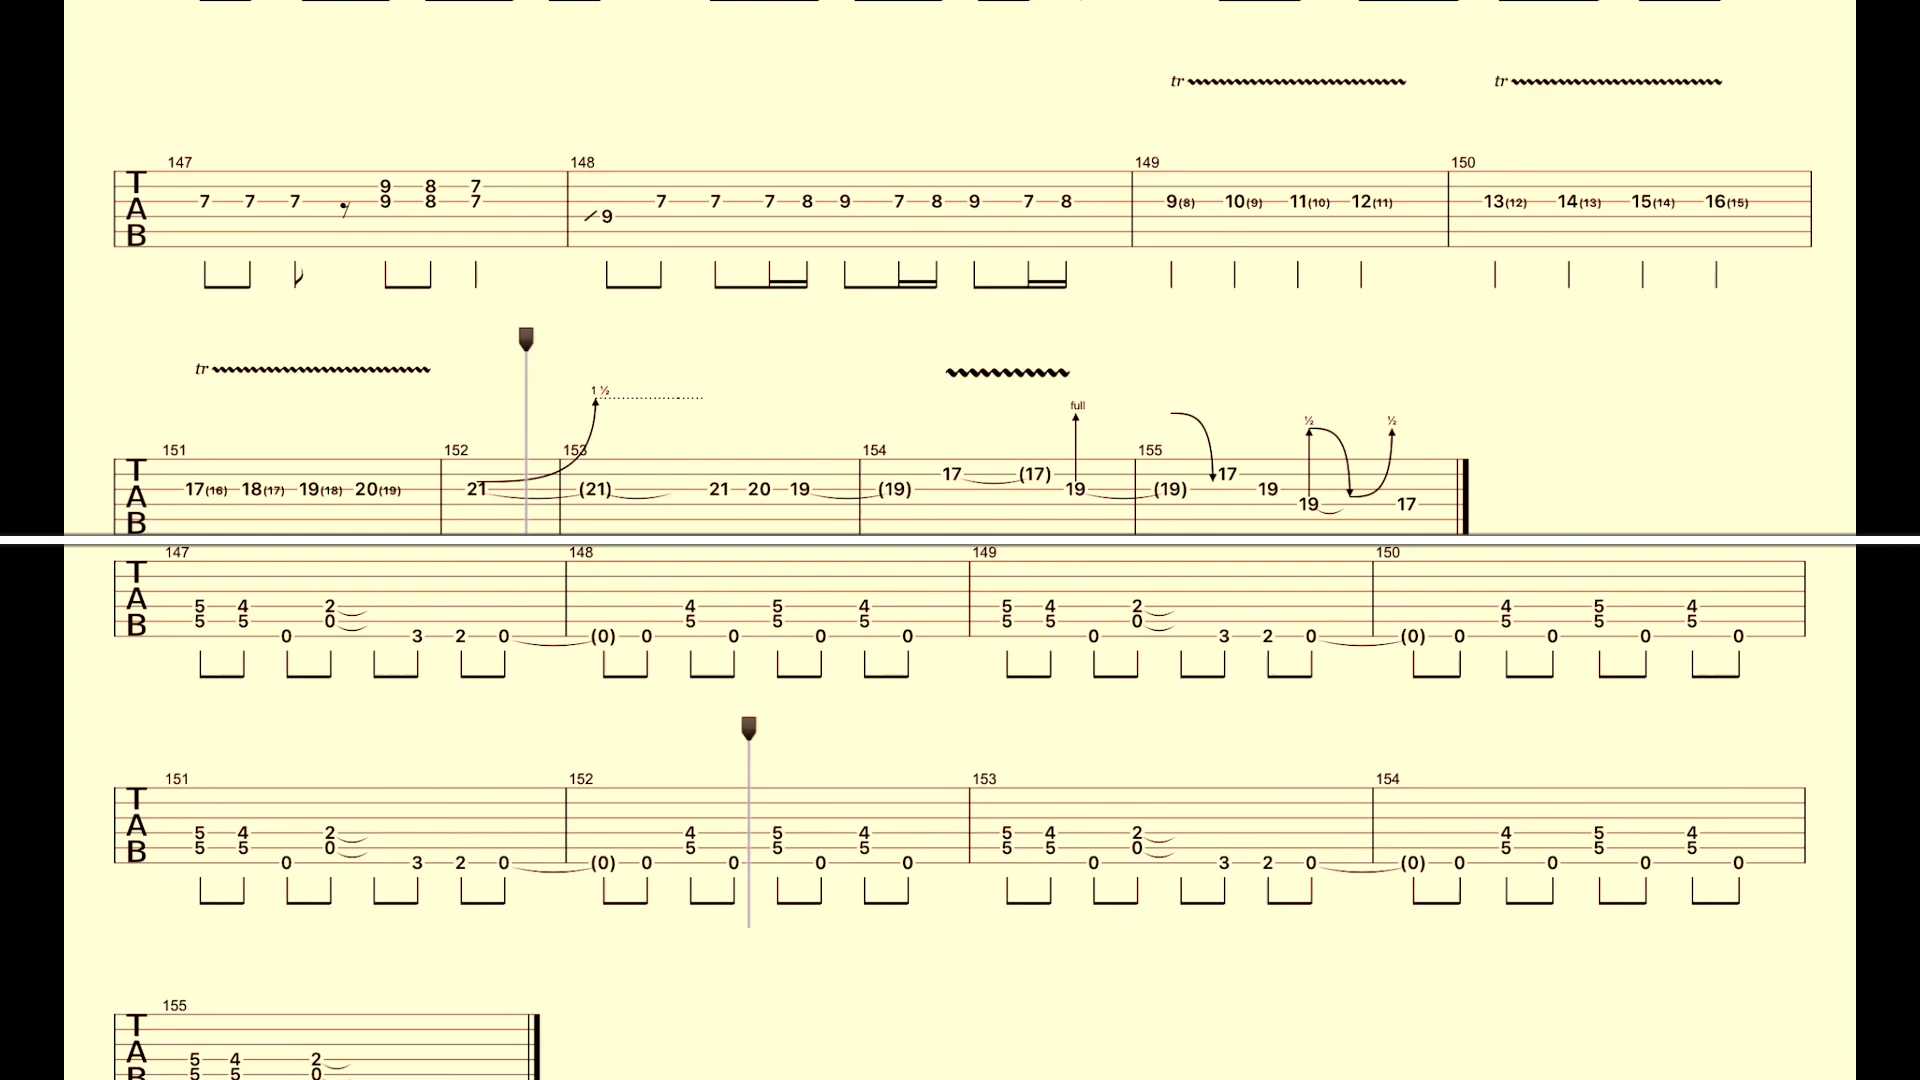 tr tr
147 148 149 150
T A B
9 8 7
7 7 7 9 8 7 7 7 7 8 9 7 8 9 7 8 9(8) 10(9) 11(10) 12(11) 13(12) 14(13) 15(14) 16(15)
9
tr
1 ½
full
½ ½
151 152 153 154 155
T A B
17 (17) 17
17(16) 18(17) 19(18) 20(19) 21 (21) 21 20 19 (19) 19 (19) 19
19 17
147 148 149 150
T A B
5 4 2 4 5 4 5 4 2 4 5 4
5 5 0 5 5 5 5 5 0 5 5 5
0 3 2 0 (0) 0 0 0 0 0 3 2 0 (0) 0 0 0 0
151 152 153 154
T A B
5 4 2 4 5 4 5 4 2 4 5 4
5 5 0 5 5 5 5 5 0 5 5 5
0 3 2 0 (0) 0 0 0 0 0 3 2 0 (0) 0 0 0 0
155
T A B
5 4 2
5 5 0